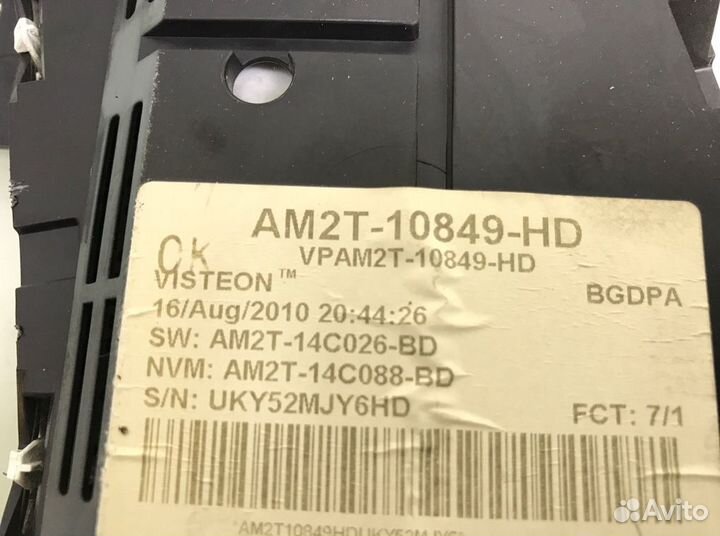 AM2T-10849-HD
VPAM2T-10849-HD
OK
VISTEON™
BGDPA
16/Aug/2010 20:44:26
SW: AM2T-14C026-BD
NVM: AM2T-14C088-BD
S/N: UKY52MJY6HD
FCT: 7/1
Avito